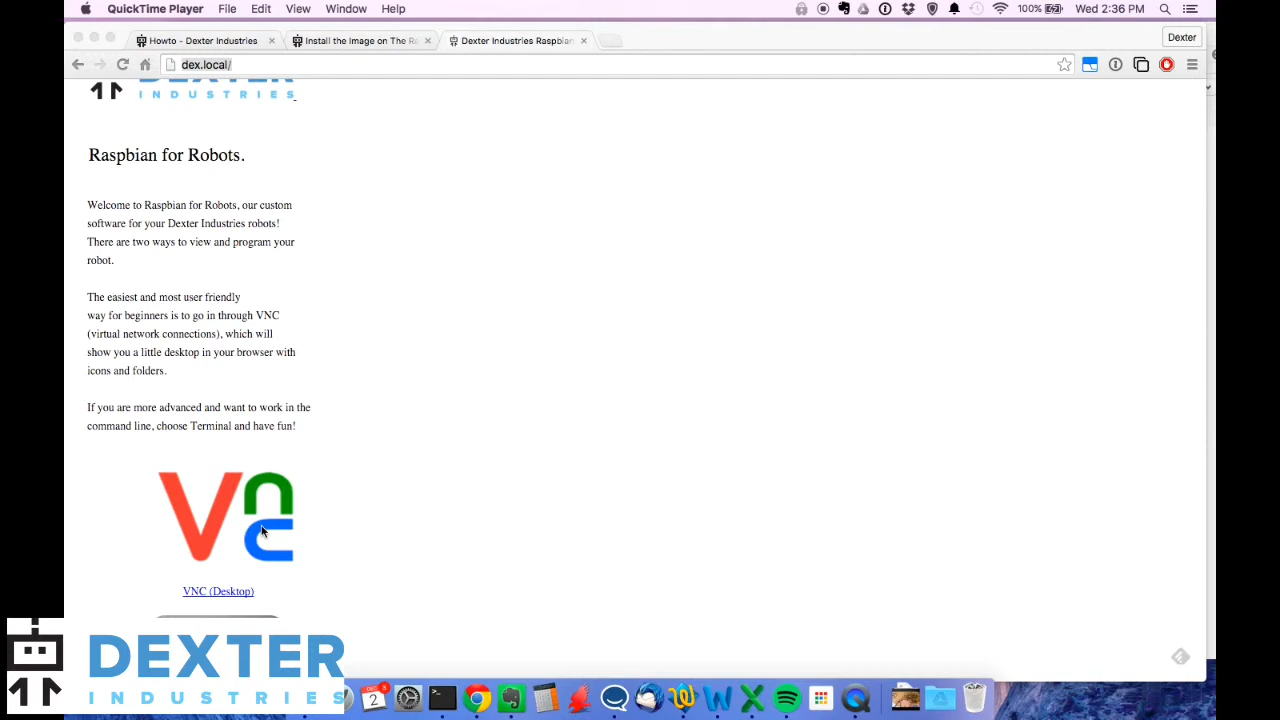 QuickTime Player File Edit View Window Help 100% Wed 2:36 PM
Howto - Dexter Industries Install the Image on The Ra Dexter Industries Raspbian Dexter
dex.local/
DEXTER
INDUSTRIES
Raspbian for Robots.
Welcome to Raspbian for Robots, our custom
software for your Dexter Industries robots!
There are two ways to view and program your
robot.
The easiest and most user friendly
way for beginners is to go in through VNC
(virtual network connections), which will
show you a little desktop in your browser with
icons and folders.
If you are more advanced and want to work in the
command line, choose Terminal and have fun!
Vnc
VNC (Desktop)
DEXTER
INDUSTRIES
DEC 3
2